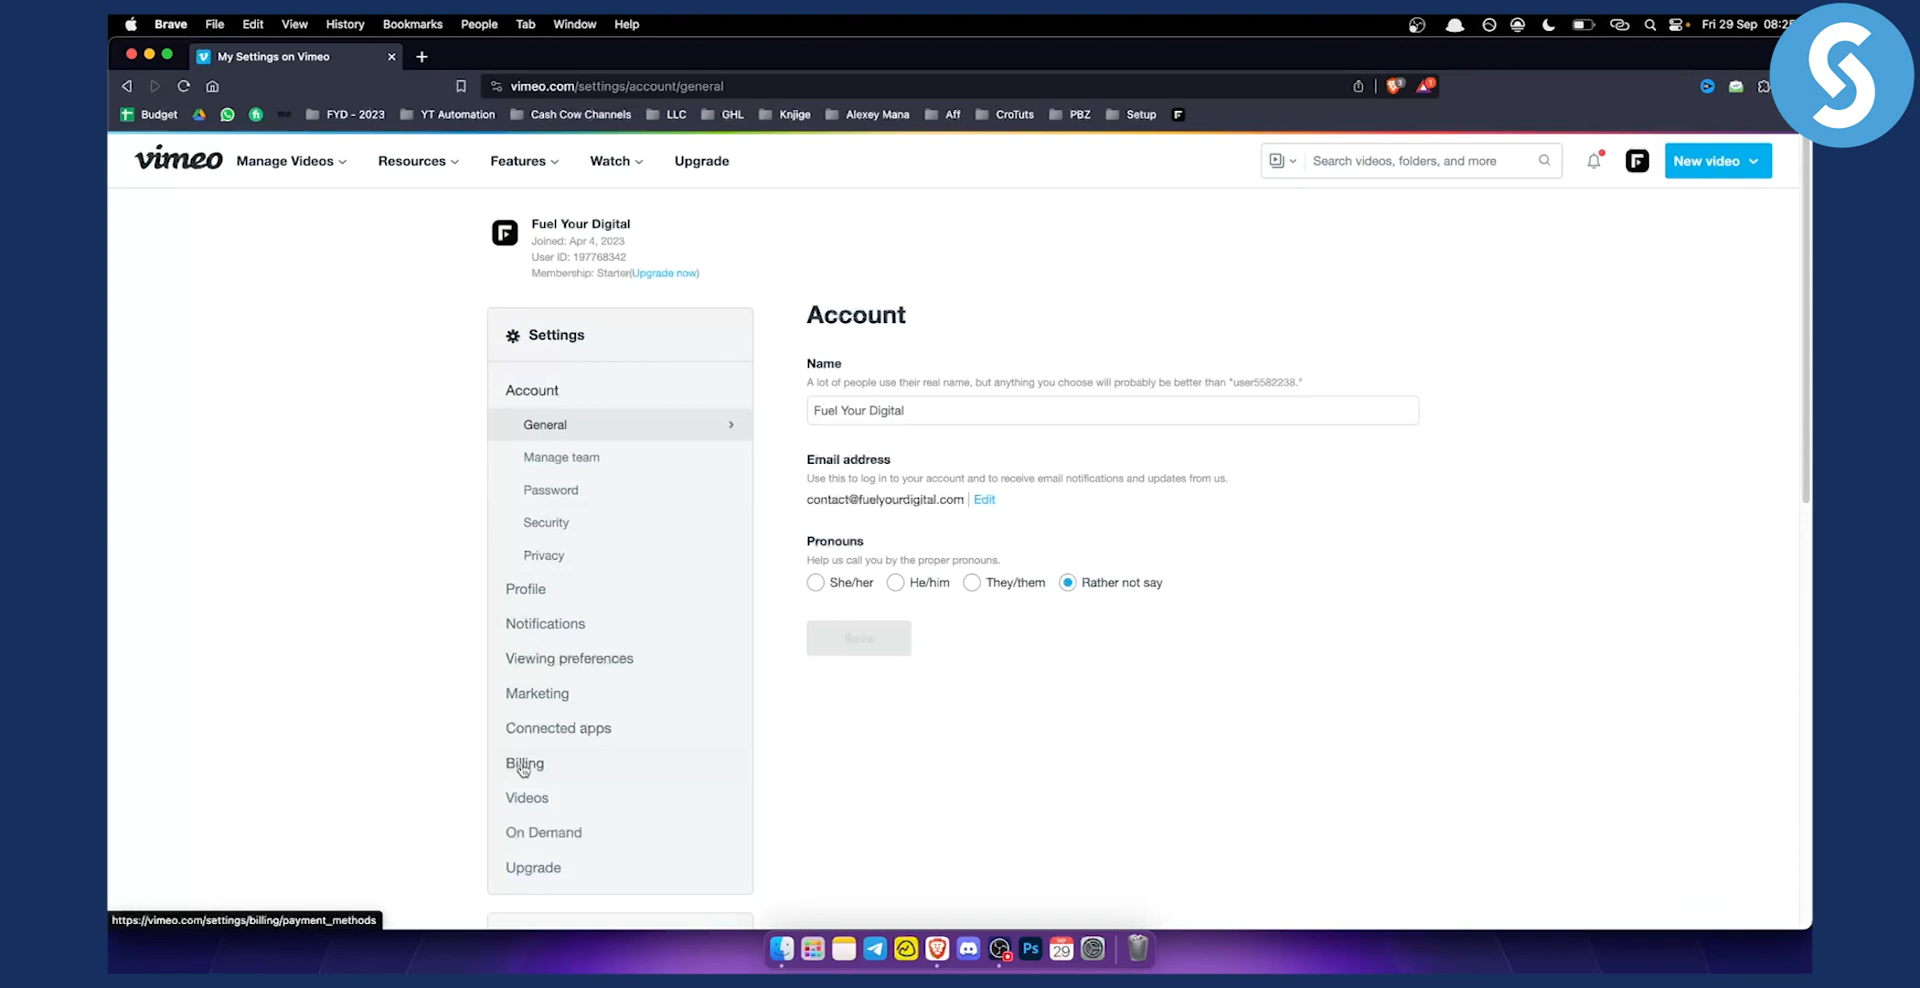 Brave File Edit View History Bookmarks People Tab Window Help
Fri 29 Sep 08:25
My Settings on Vimeo
vimeo.com/settings/account/general
Budget FYD - 2023 YT Automation Cash Cow Channels LLC GHL Knjige Alexey Mana Aff CroTuts PBZ Setup
vimeo Manage Videos Resources Features Watch Upgrade
Search videos, folders, and more
New video
Fuel Your Digital
Joined: Apr 4, 2023
User ID: 197768342
Membership: Starter(Upgrade now)
Settings
Account
General
Manage team
Password
Security
Privacy
Profile
Notifications
Viewing preferences
Marketing
Connected apps
Billing
Videos
On Demand
Upgrade
Account
Name
A lot of people use their real name, but anything you choose will probably be better than "user5582238."
Fuel Your Digital
Email address
Use this to log in to your account and to receive email notifications and updates from us.
contact@fuelyourdigital.com | Edit
Pronouns
Help us call you by the proper pronouns.
She/her He/him They/them Rather not say
Save
https://vimeo.com/settings/billing/payment_methods
Ps
29